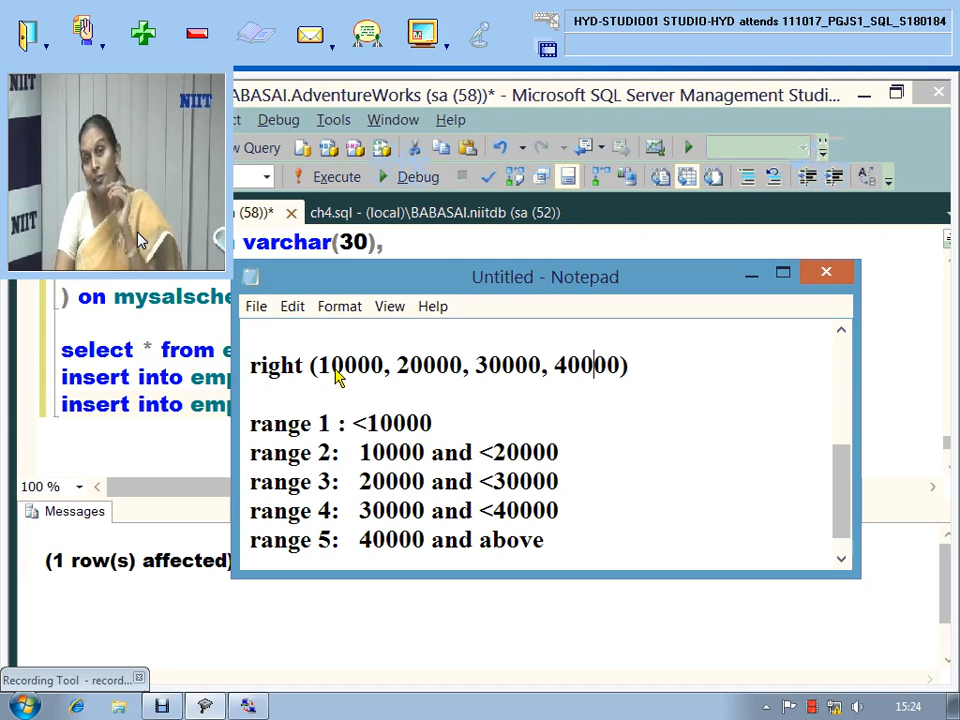 HYD-STUDIO01 STUDIO-HYD attends 111017_PGJS1_SQL_S180184
NIIT
NIIT
NIIT
BABASAI.AdventureWorks (sa (58))* - Microsoft SQL Server Management Studi...
Debug Tools Window Help
Query
Execute Debug
(58))* ch4.sql - (local)\BABASAI.niitdb (sa (52))
varchar(30),
) on mysalsche
select * from e
insert into emp
insert into emp
Untitled - Notepad
File Edit Format View Help
right (10000, 20000, 30000, 40000)
range 1 : <10000
range 2: 10000 and <20000
range 3: 20000 and <30000
range 4: 30000 and <40000
range 5: 40000 and above
100 %
Messages
(1 row(s) affected)
Recording Tool - record...
15:24